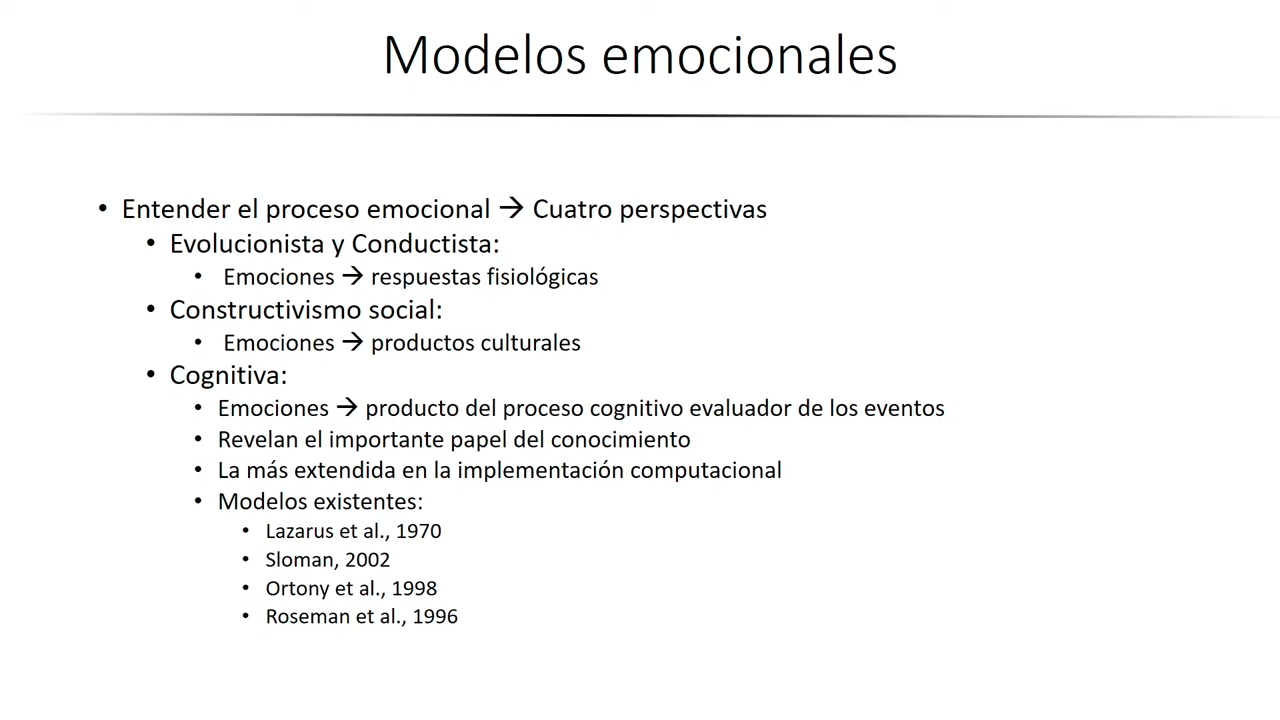 Modelos emocionales
• Entender el proceso emocional → Cuatro perspectivas
• Evolucionista y Conductista:
• Emociones → respuestas fisiológicas
• Constructivismo social:
• Emociones → productos culturales
• Cognitiva:
• Emociones → producto del proceso cognitivo evaluador de los eventos
• Revelan el importante papel del conocimiento
• La más extendida en la implementación computacional
• Modelos existentes:
• Lazarus et al., 1970
• Sloman, 2002
• Ortony et al., 1998
• Roseman et al., 1996